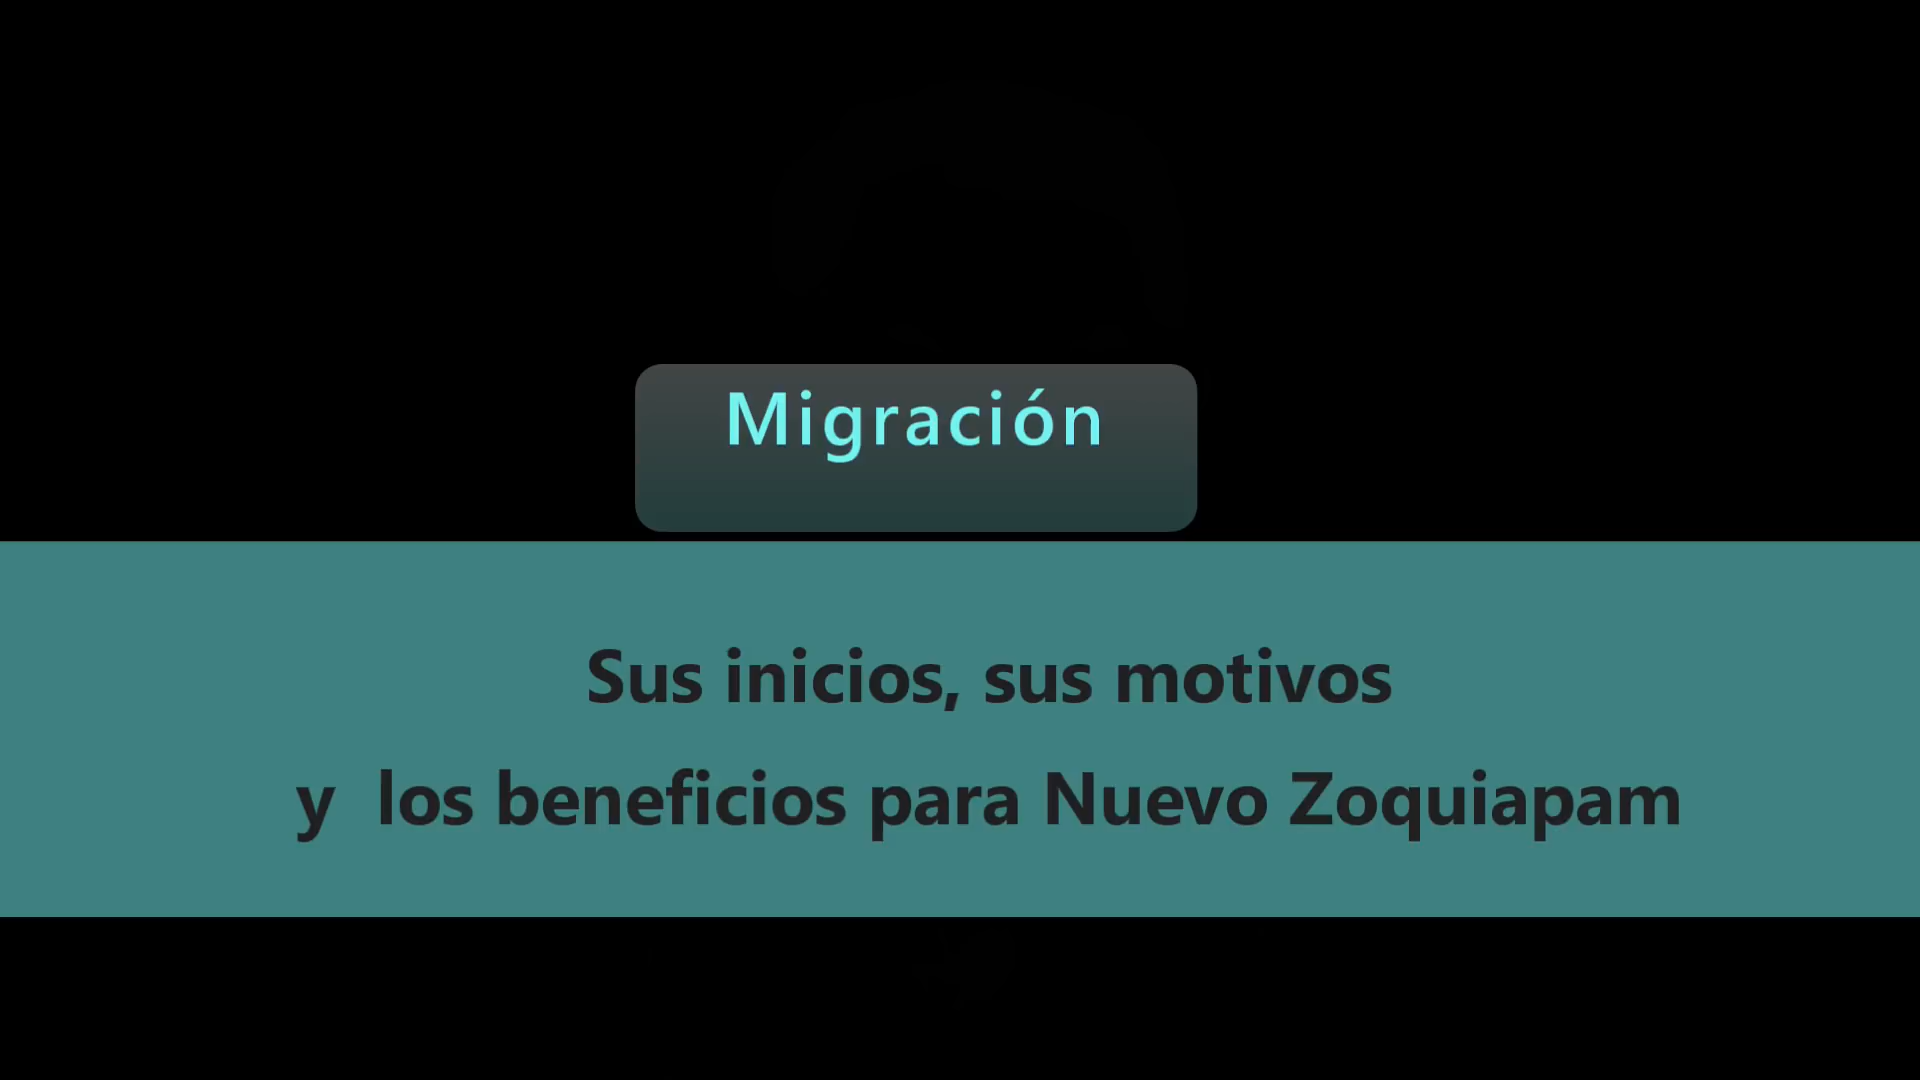 Migración
Sus inicios, sus motivos
y los beneficios para Nuevo Zoquiapam